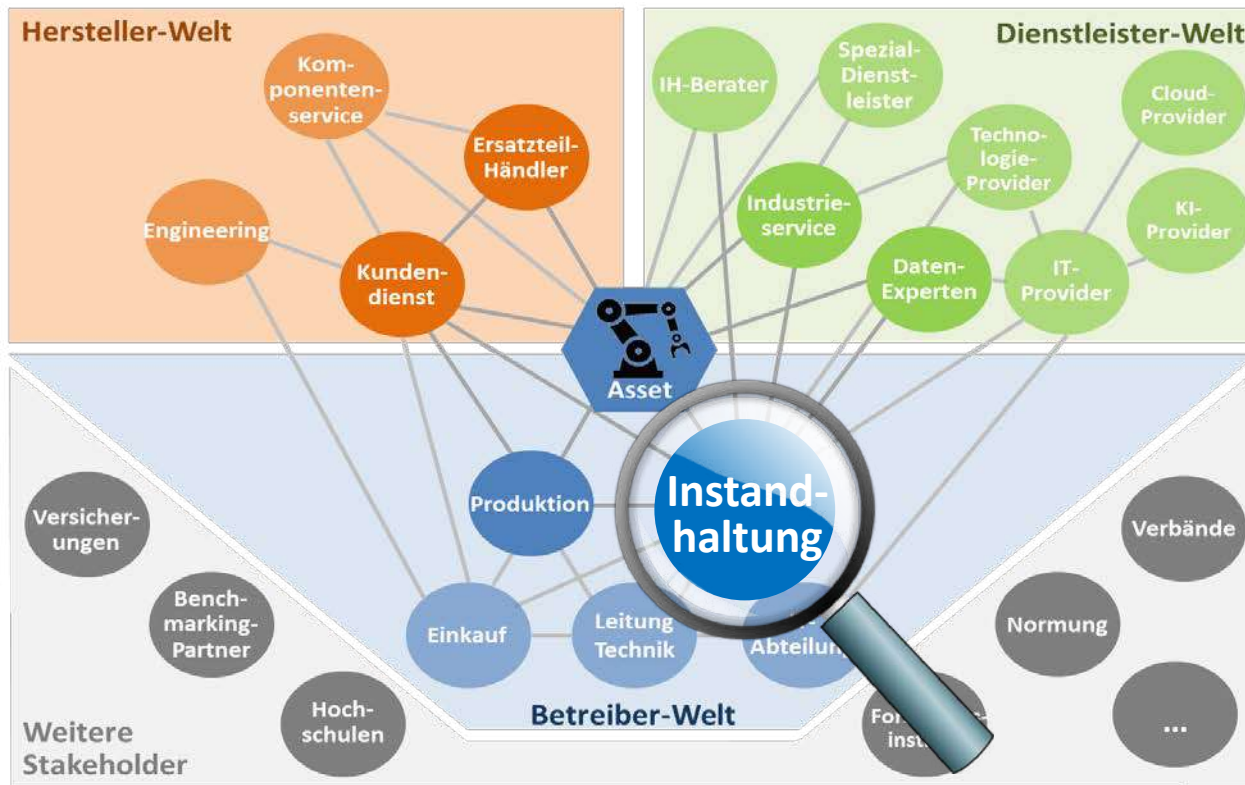 Hersteller-Welt
Kom-
ponenten-
service
Ersatzteil-
Händler
Engineering
Kunden-
dienst
Dienstleister-Welt
IH-Berater
Spezial-
Dienst-
leister
Cloud-
Provider
Techno-
logie-
Provider
Industrie-
service
KI-
Provider
Daten-
Experten
IT-
Provider
Asset
Produktion
Instand-
haltung
Einkauf
Leitung
Technik
Abteilung
Betreiber-Welt
Versicher-
ungen
Bench-
marking-
Partner
Hoch-
schulen
Weitere
Stakeholder
Verbände
Normung
...